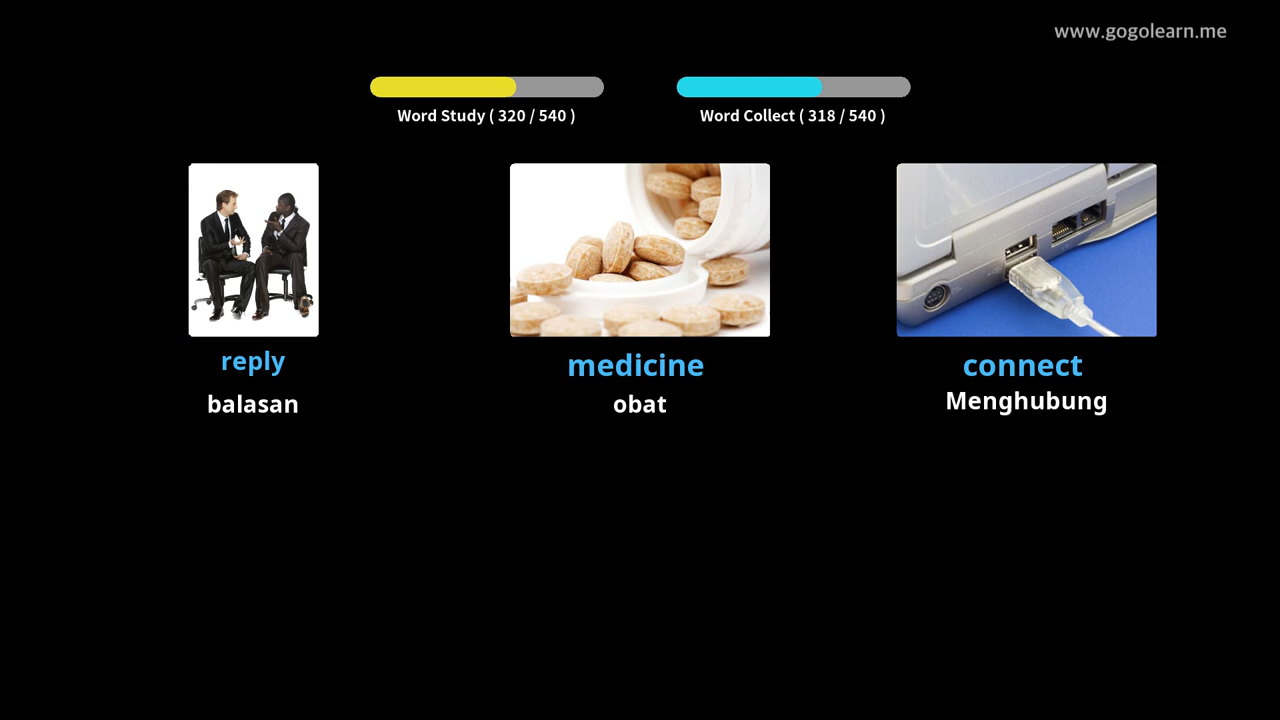 www.gogolearn.me
Word Study ( 320 / 540 )
Word Collect ( 318 / 540 )
reply
balasan
medicine
obat
connect
Menghubung